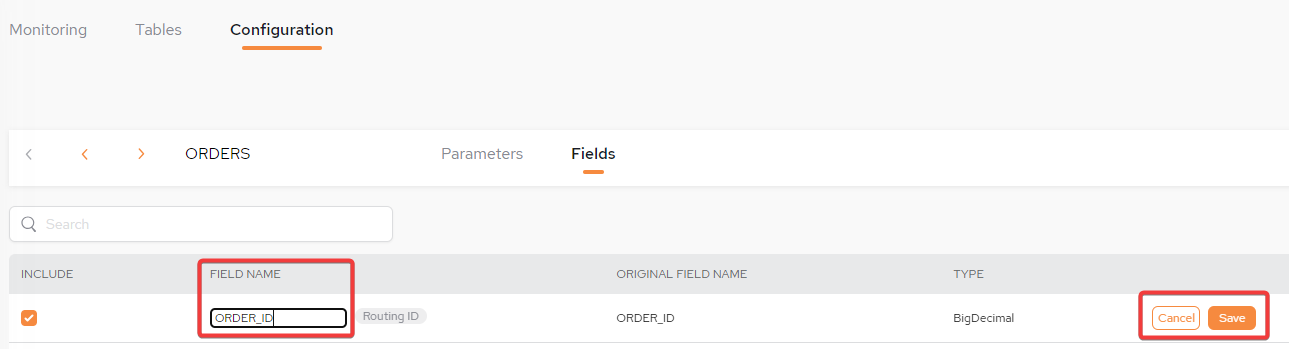 Monitoring Tables Configuration
ORDERS Parameters Fields
Search
INCLUDE FIELD NAME ORIGINAL FIELD NAME TYPE
ORDER_ID Routing ID ORDER_ID BigDecimal Cancel Save